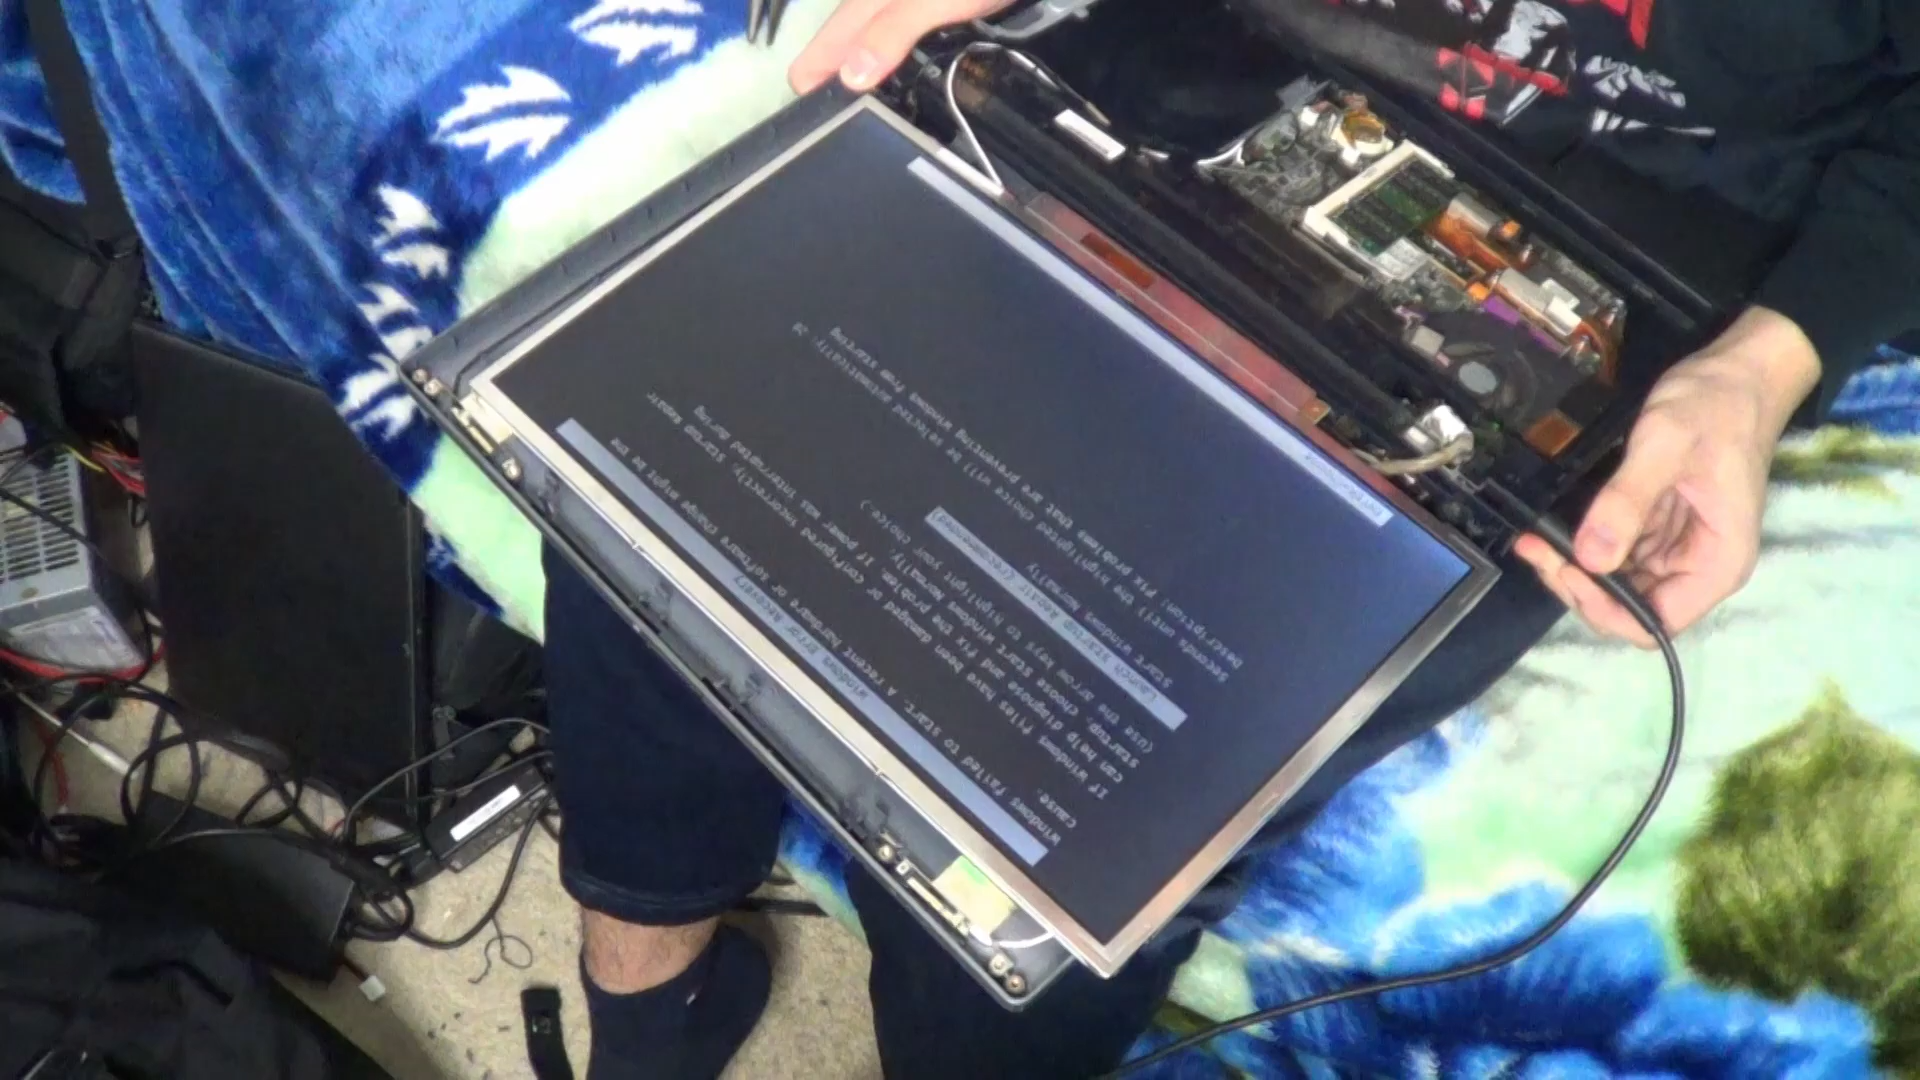 Windows Error Recovery
Windows failed to start. A recent hardware or software change might be the
cause.
If Windows files have been damaged or configured incorrectly, Startup Repair
can help diagnose and fix the problem. If power was interrupted during
startup, choose Start Windows Normally.
(Use the arrow keys to highlight your choice.)
Launch Startup Repair (recommended)
Start Windows Normally
Seconds until the highlighted choice will be selected automatically:
Description: Fix problems that are preventing Windows from starting